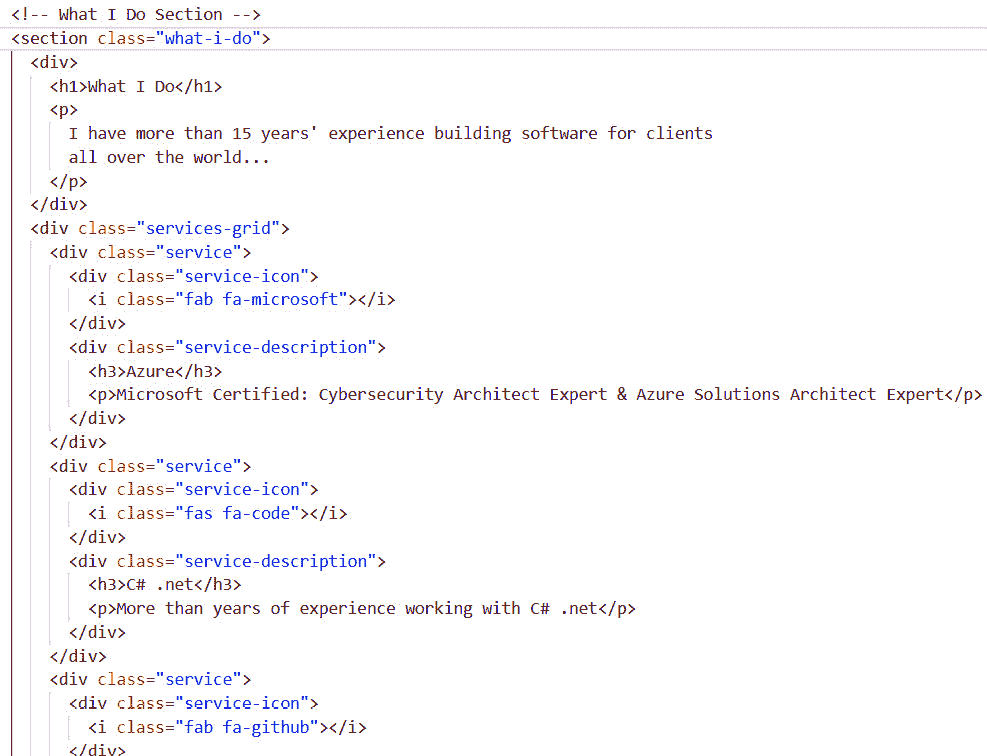 <!-- What I Do Section -->
<section class="what-i-do">
<div>
<h1>What I Do</h1>
<p>
I have more than 15 years' experience building software for clients
all over the world...
</p>
</div>
<div class="services-grid">
<div class="service">
<div class="service-icon">
<i class="fab fa-microsoft"></i>
</div>
<div class="service-description">
<h3>Azure</h3>
<p>Microsoft Certified: Cybersecurity Architect Expert & Azure Solutions Architect Expert</p>
</div>
</div>
<div class="service">
<div class="service-icon">
<i class="fas fa-code"></i>
</div>
<div class="service-description">
<h3>C# .net</h3>
<p>More than years of experience working with C# .net</p>
</div>
</div>
<div class="service">
<div class="service-icon">
<i class="fab fa-github"></i>
</div>